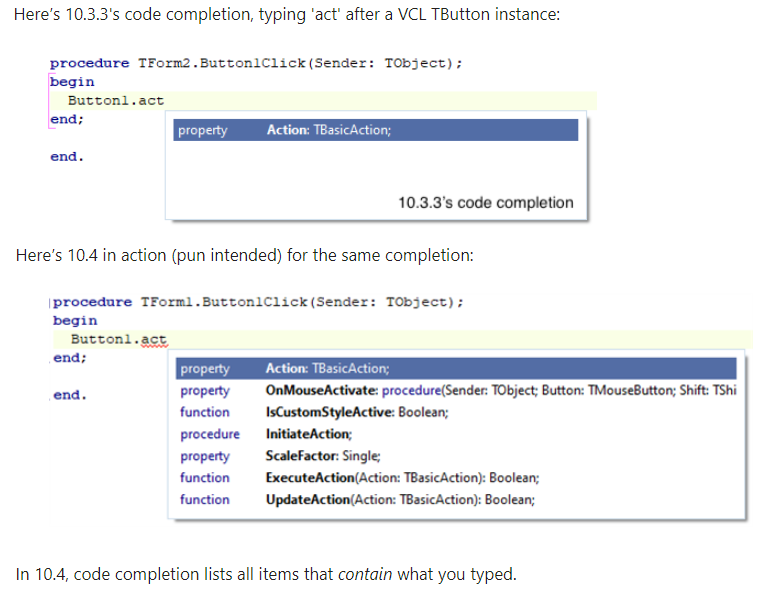 Here's 10.3.3's code completion, typing 'act' after a VCL TButton instance:
procedure TForm2.Button1Click(Sender: TObject);
begin
Button1.act
end;
property Action: TBasicAction;
end.
10.3.3's code completion
Here's 10.4 in action (pun intended) for the same completion:
procedure TForm1.Button1Click(Sender: TObject);
begin
Button1.act
end;
property Action: TBasicAction;
property OnMouseActivate: procedure(Sender: TObject; Button: TMouseButton; Shift: TShi
end.
function IsCustomStyleActive: Boolean;
procedure InitiateAction;
property ScaleFactor: Single;
function ExecuteAction(Action: TBasicAction): Boolean;
function UpdateAction(Action: TBasicAction): Boolean;
In 10.4, code completion lists all items that contain what you typed.